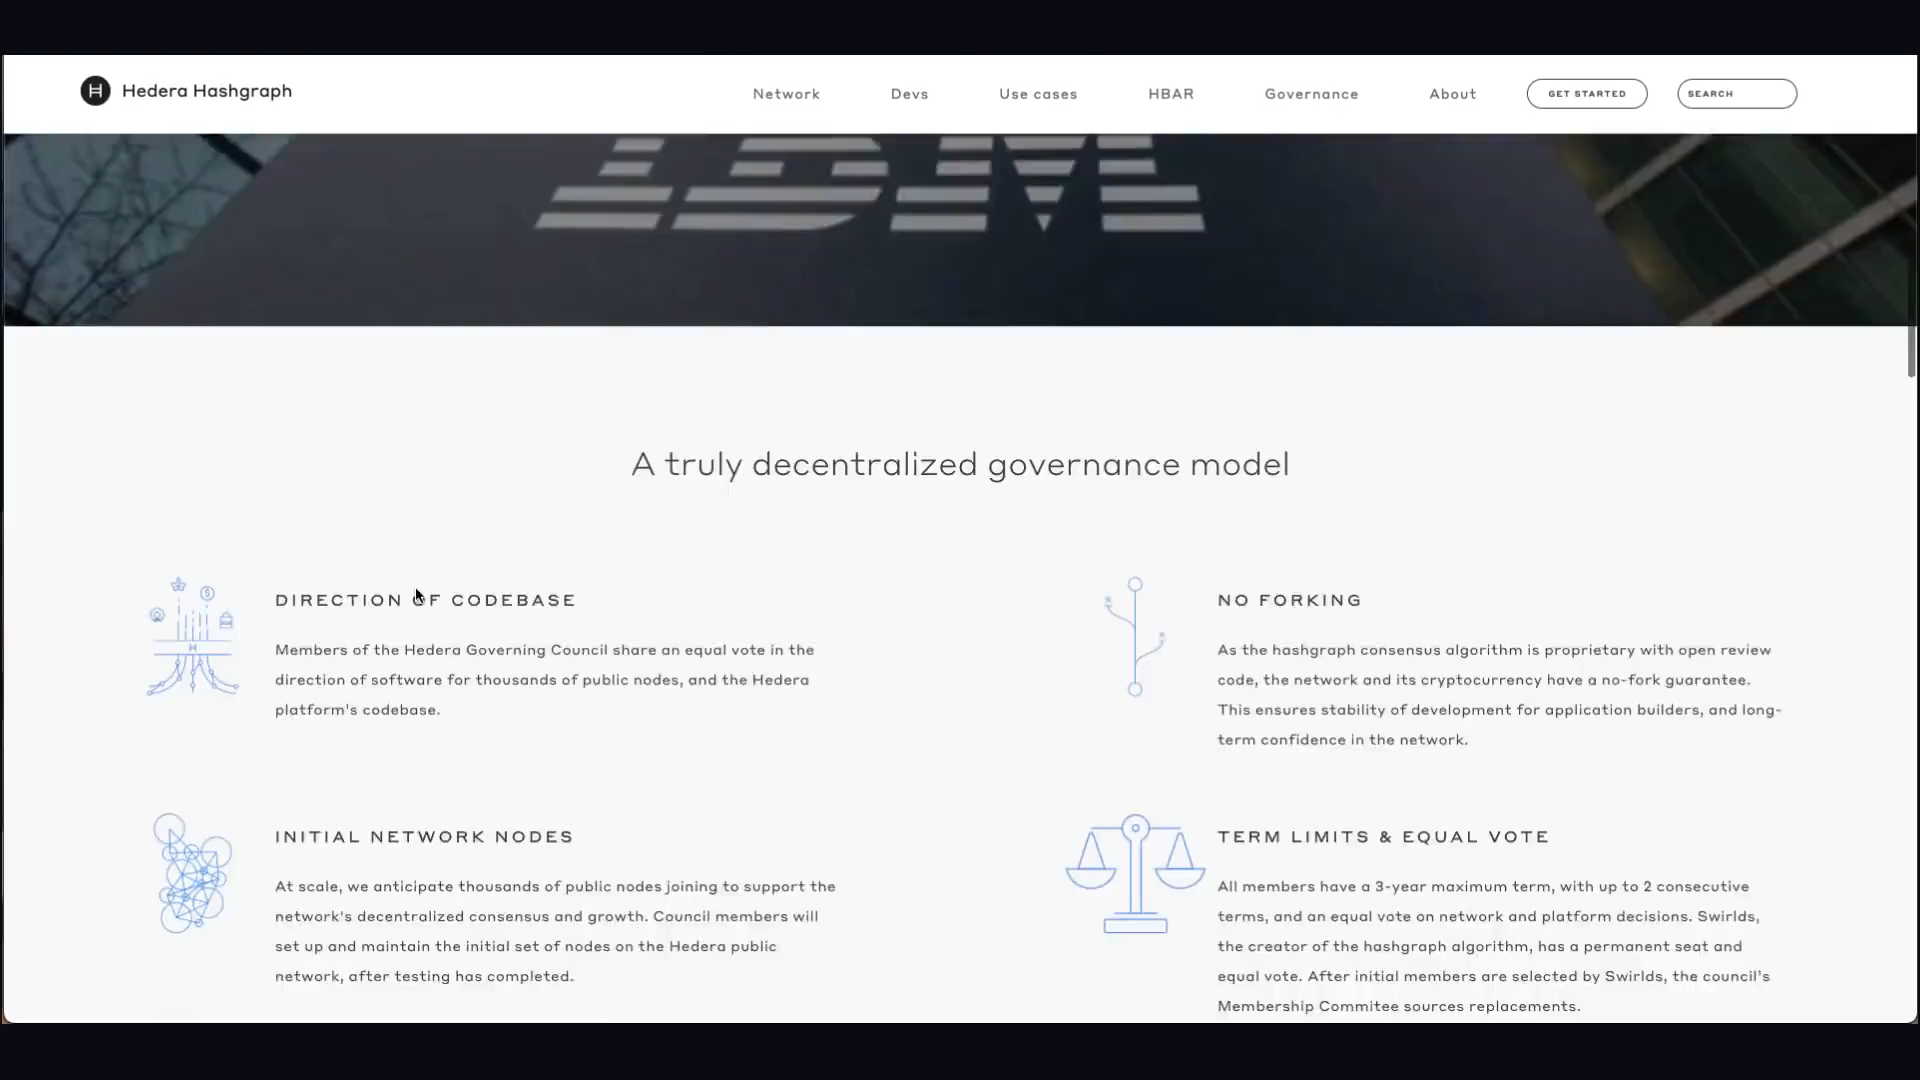 Hedera Hashgraph
Network
Devs
Use cases
HBAR
Governance
About
GET STARTED
SEARCH
IBM
A truly decentralized governance model
DIRECTION OF CODEBASE
Members of the Hedera Governing Council share an equal vote in the
direction of software for thousands of public nodes, and the Hedera
platform's codebase.
NO FORKING
As the hashgraph consensus algorithm is proprietary with open review
code, the network and its cryptocurrency have a no-fork guarantee.
This ensures stability of development for application builders, and long-
term confidence in the network.
INITIAL NETWORK NODES
At scale, we anticipate thousands of public nodes joining to support the
network's decentralized consensus and growth. Council members will
set up and maintain the initial set of nodes on the Hedera public
network, after testing has completed.
TERM LIMITS & EQUAL VOTE
All members have a 3-year maximum term, with up to 2 consecutive
terms, and an equal vote on network and platform decisions. Swirlds,
the creator of the hashgraph algorithm, has a permanent seat and
equal vote. After initial members are selected by Swirlds, the council's
Membership Commitee sources replacements.